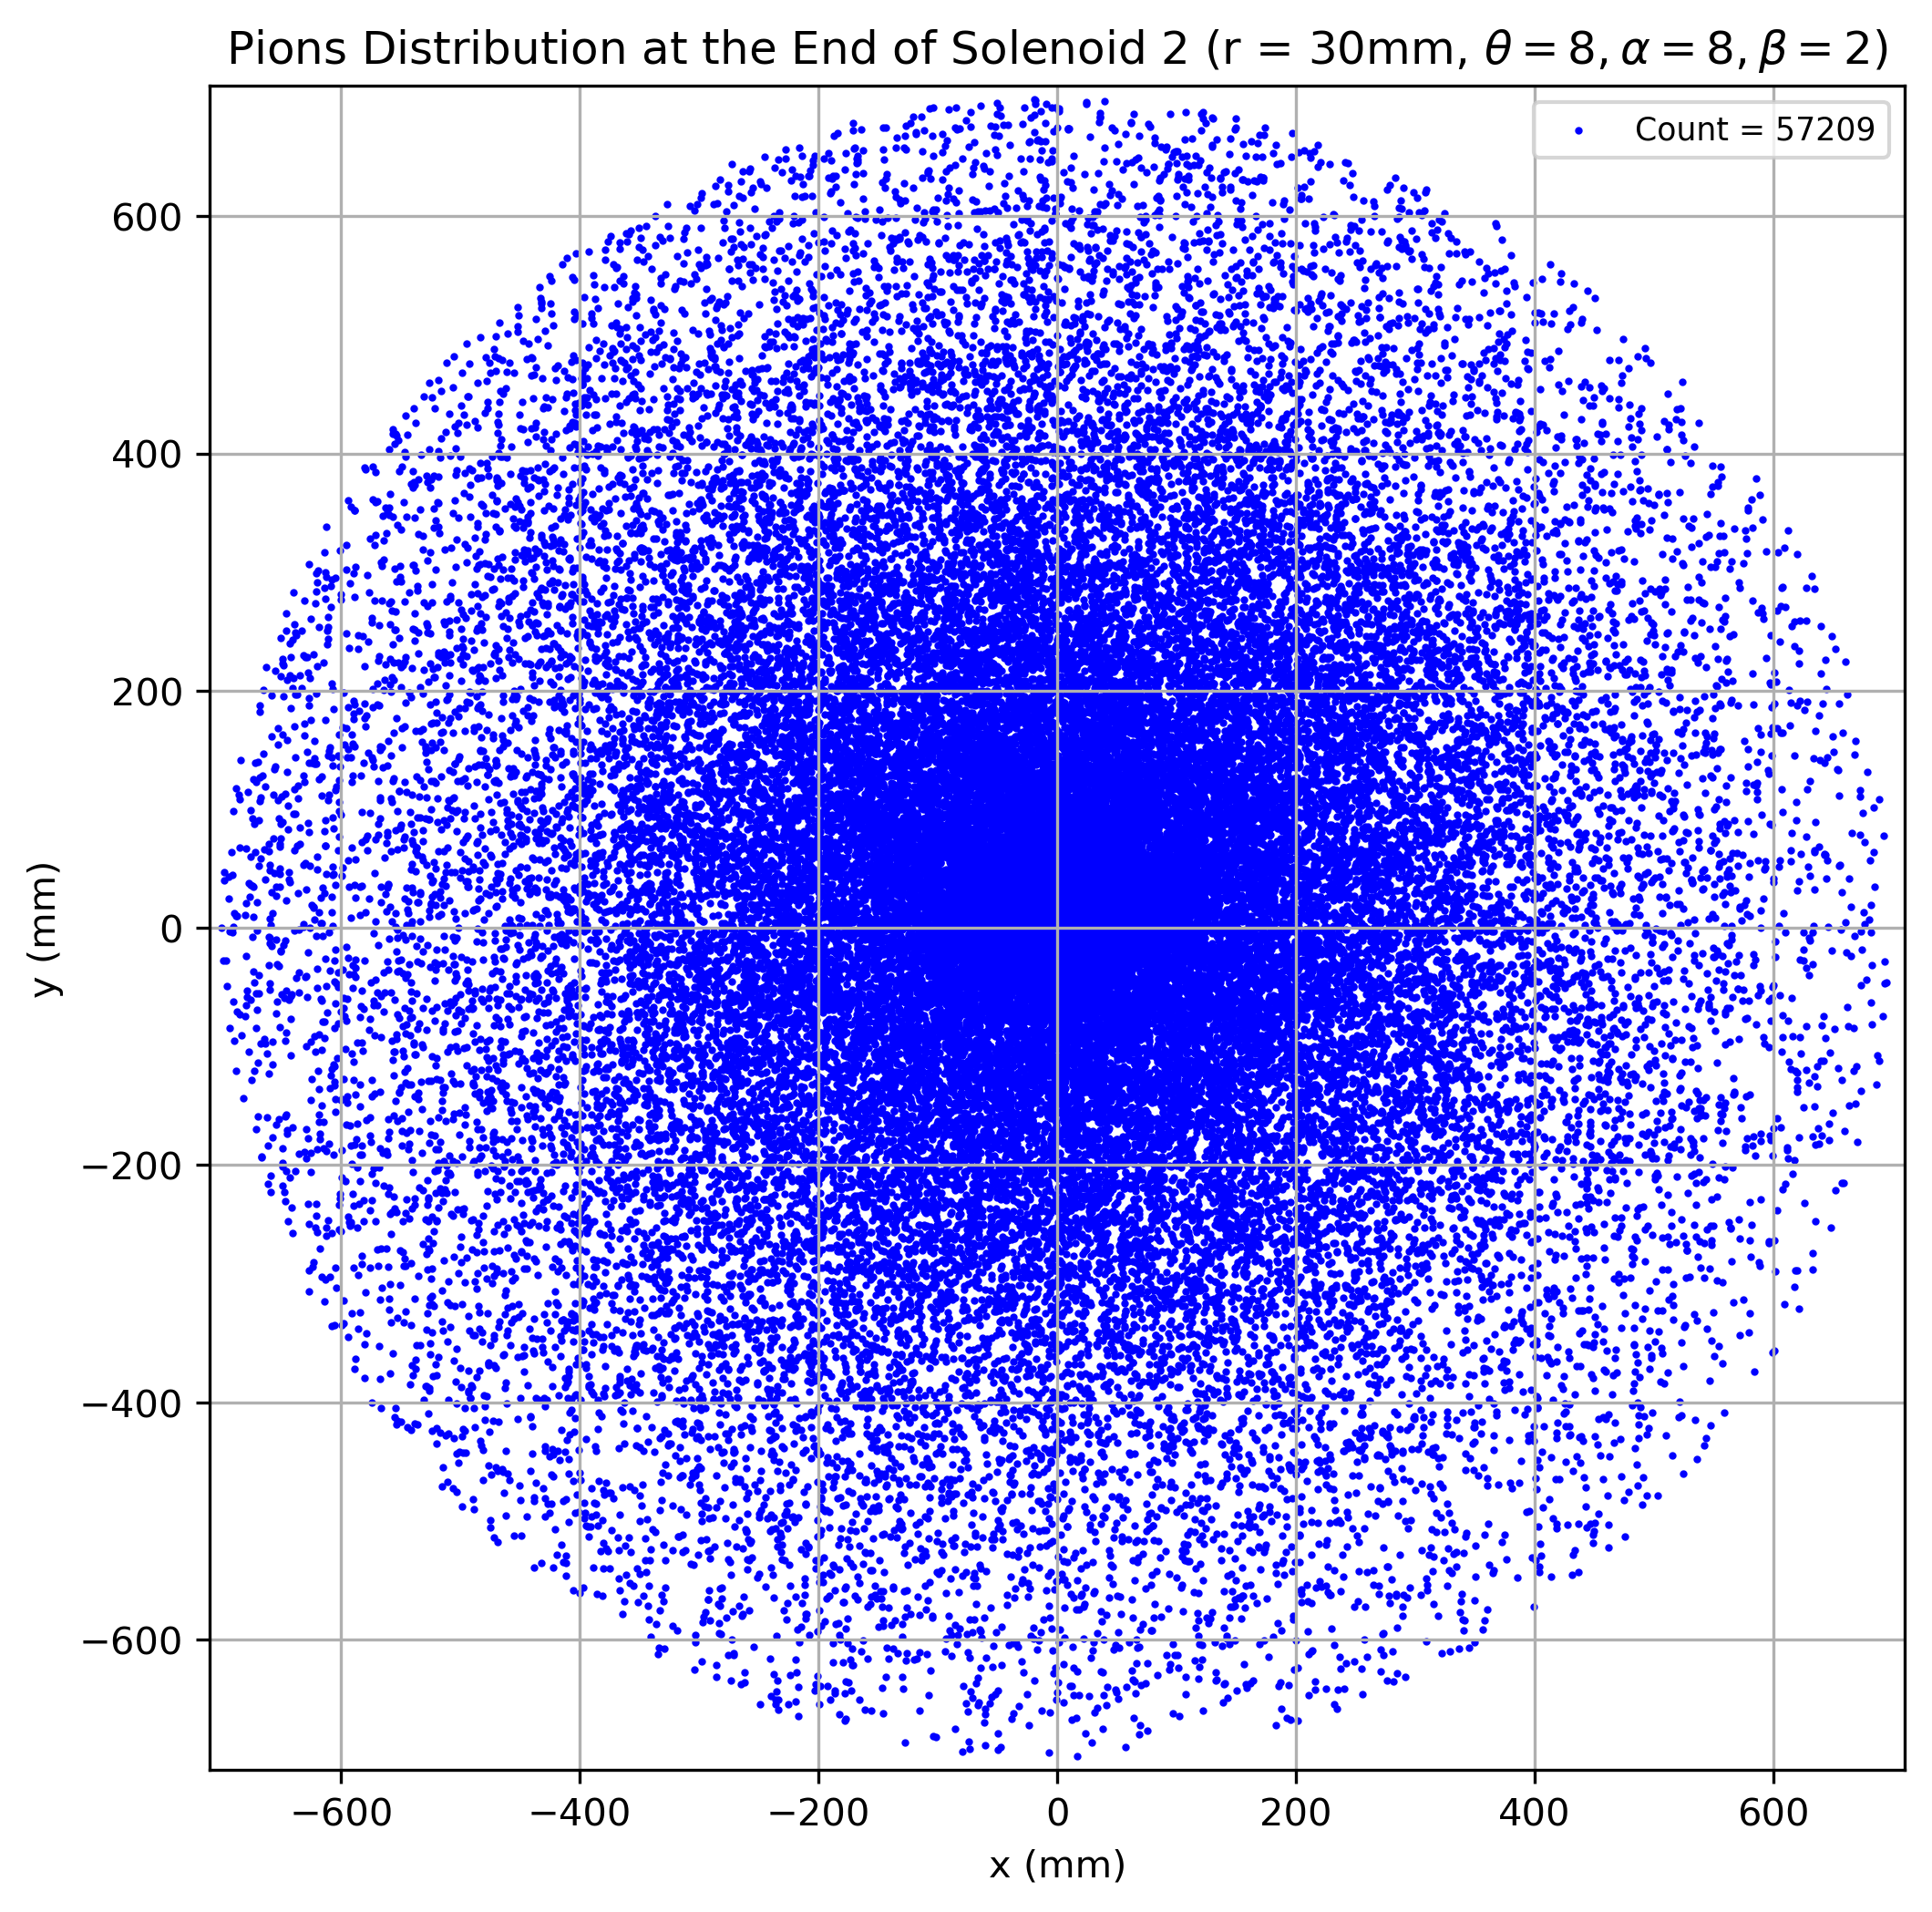 Pions Distribution at the End of Solenoid 2 (r = 30mm, θ = 8, α = 8, β = 2)
Count = 57209
600
400
200
0
−200
−400
−600
y (mm)
−600 −400 −200 0 200 400 600
x (mm)